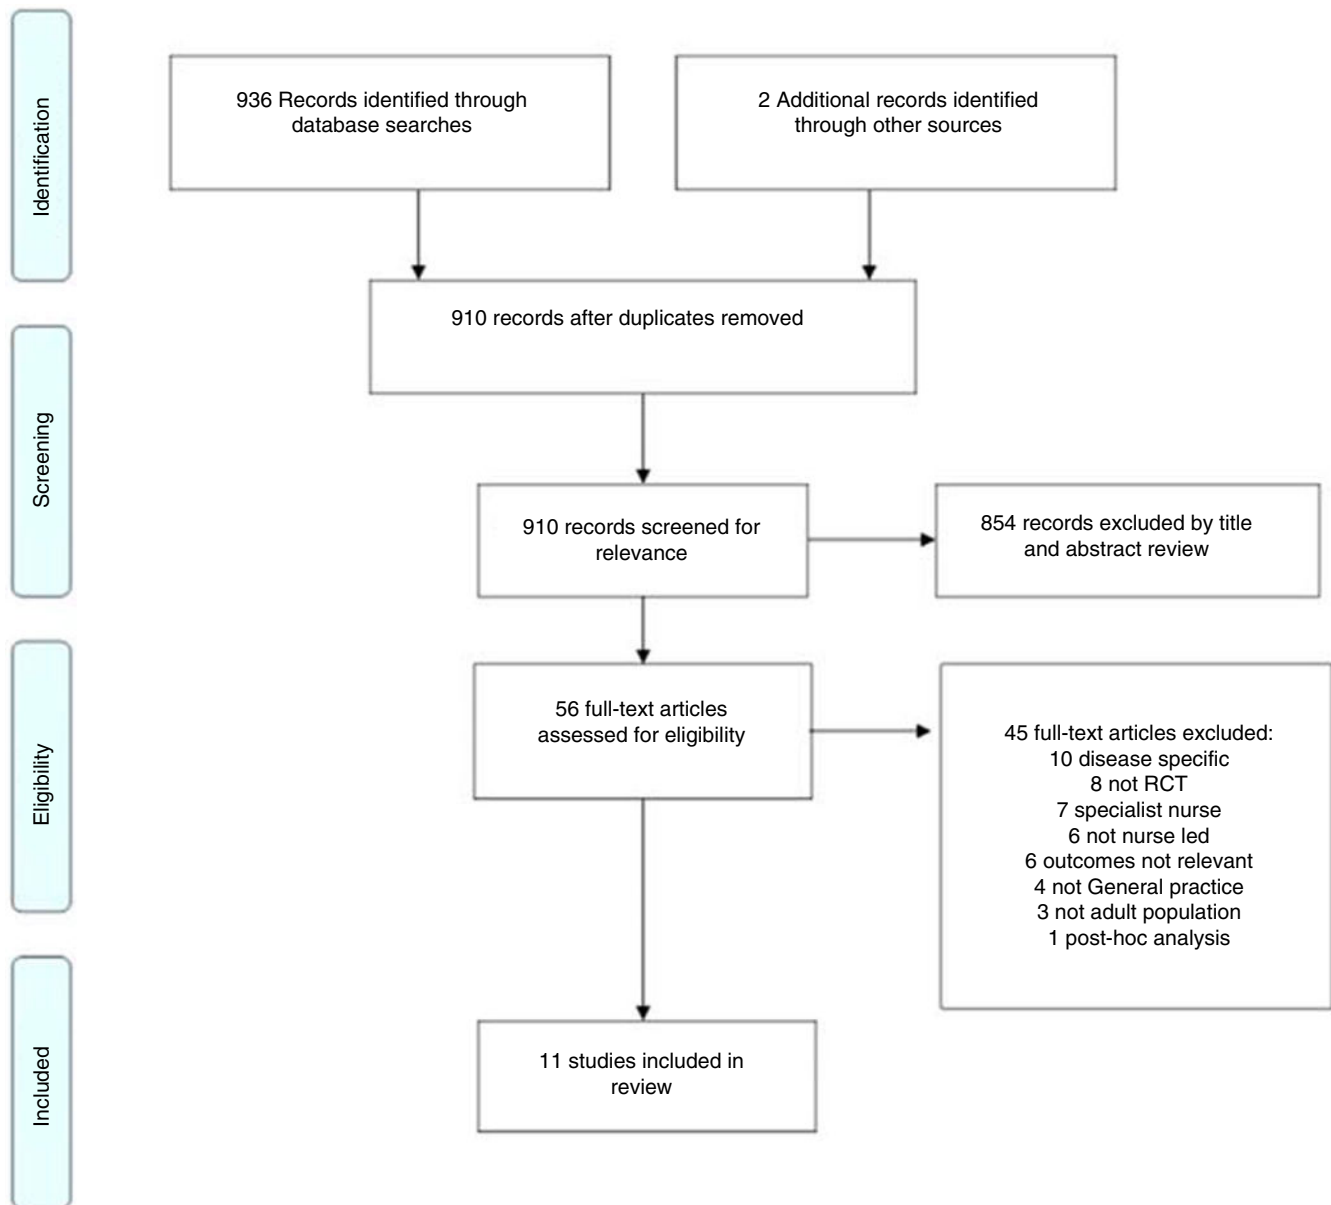 Identification
936 Records identified through
database searches
2 Additional records identified
through other sources
910 records after duplicates removed
Screening
910 records screened for
relevance
854 records excluded by title
and abstract review
Eligibility
56 full-text articles
assessed for eligibility
45 full-text articles excluded:
10 disease specific
8 not RCT
7 specialist nurse
6 not nurse led
6 outcomes not relevant
4 not General practice
3 not adult population
1 post-hoc analysis
Included
11 studies included in
review